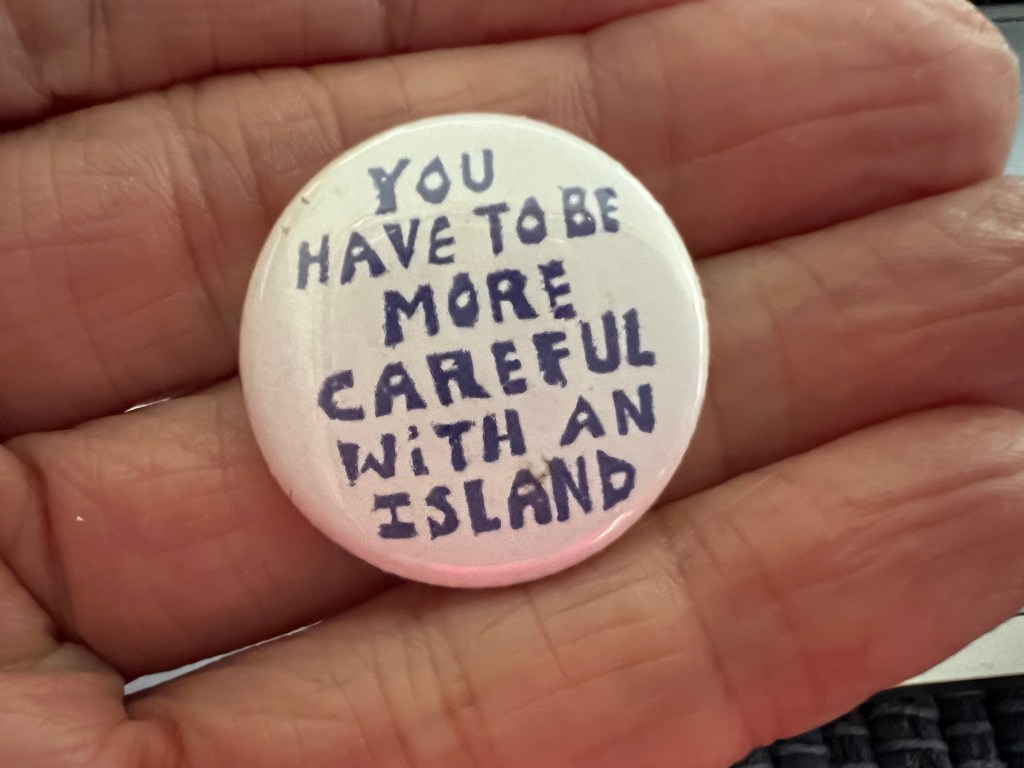 YOU
HAVE TO BE
MORE
CAREFUL
WiTH AN
ISLAND